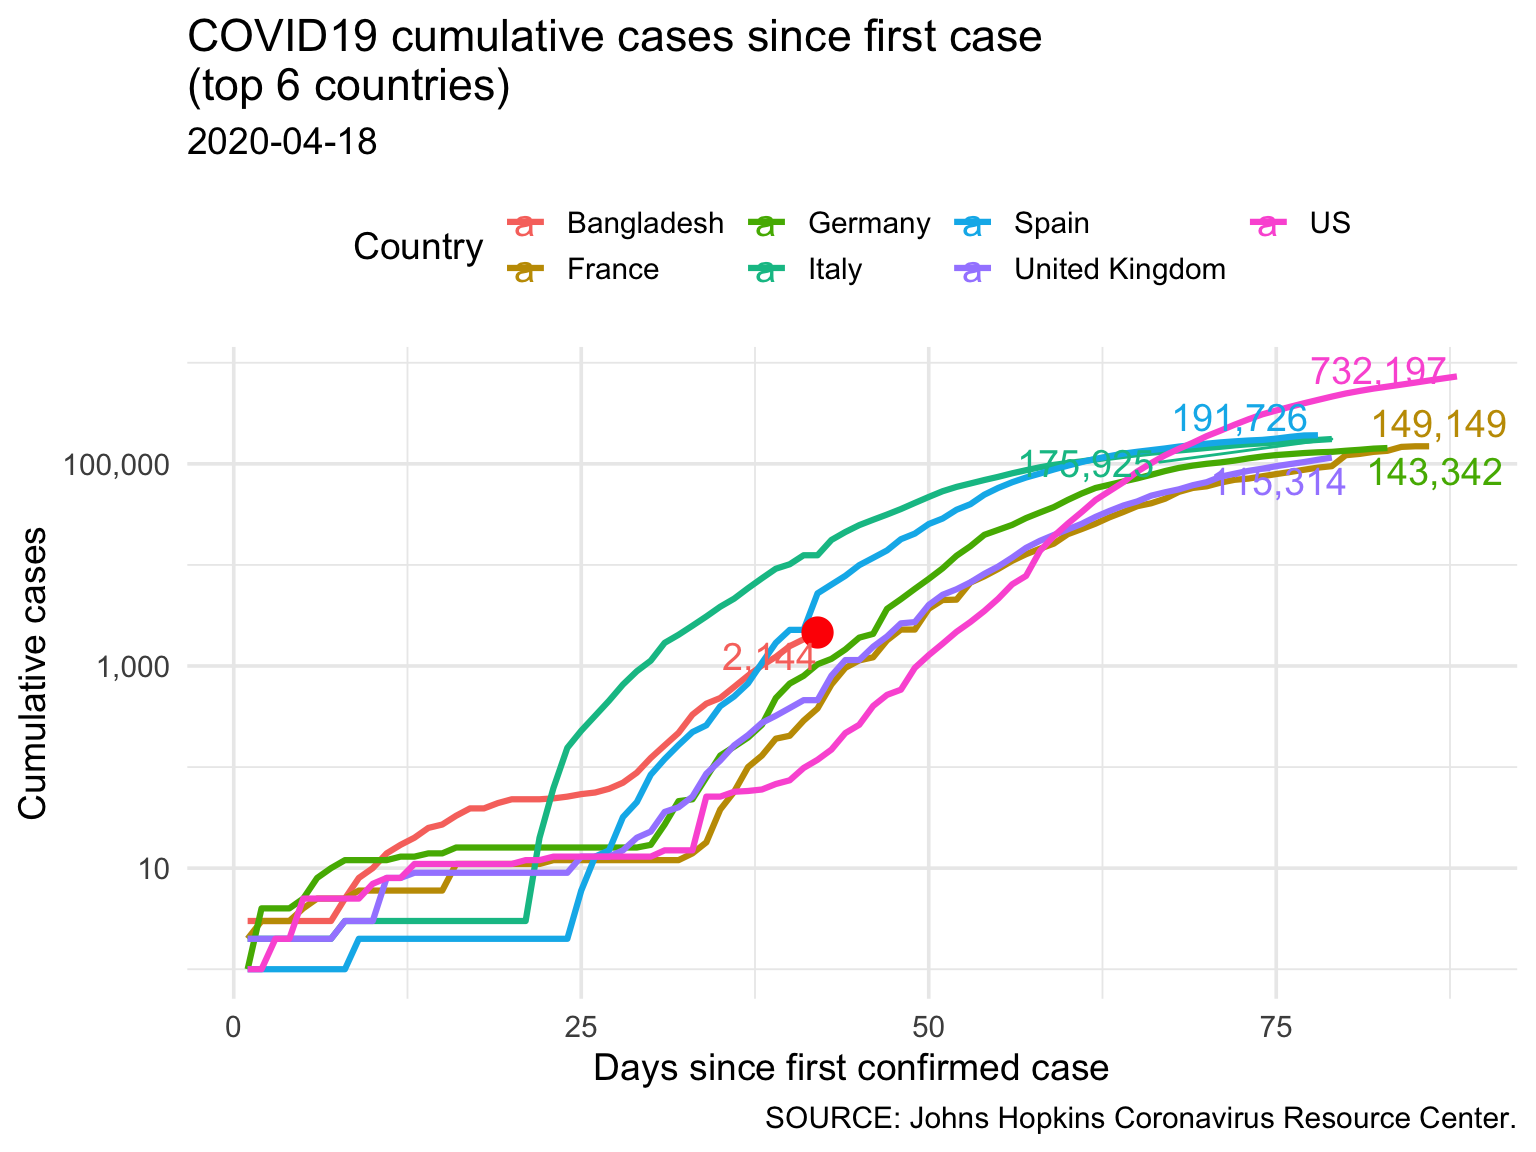 COVID19 cumulative cases since first case
(top 6 countries)
2020-04-18
Country
a Bangladesh a Germany a Spain a US
a France a Italy a United Kingdom
732,197
191,726
149,149
175,925
143,342
115,314
2,144
100,000
1,000
10
Cumulative cases
0 25 50 75
Days since first confirmed case
SOURCE: Johns Hopkins Coronavirus Resource Center.